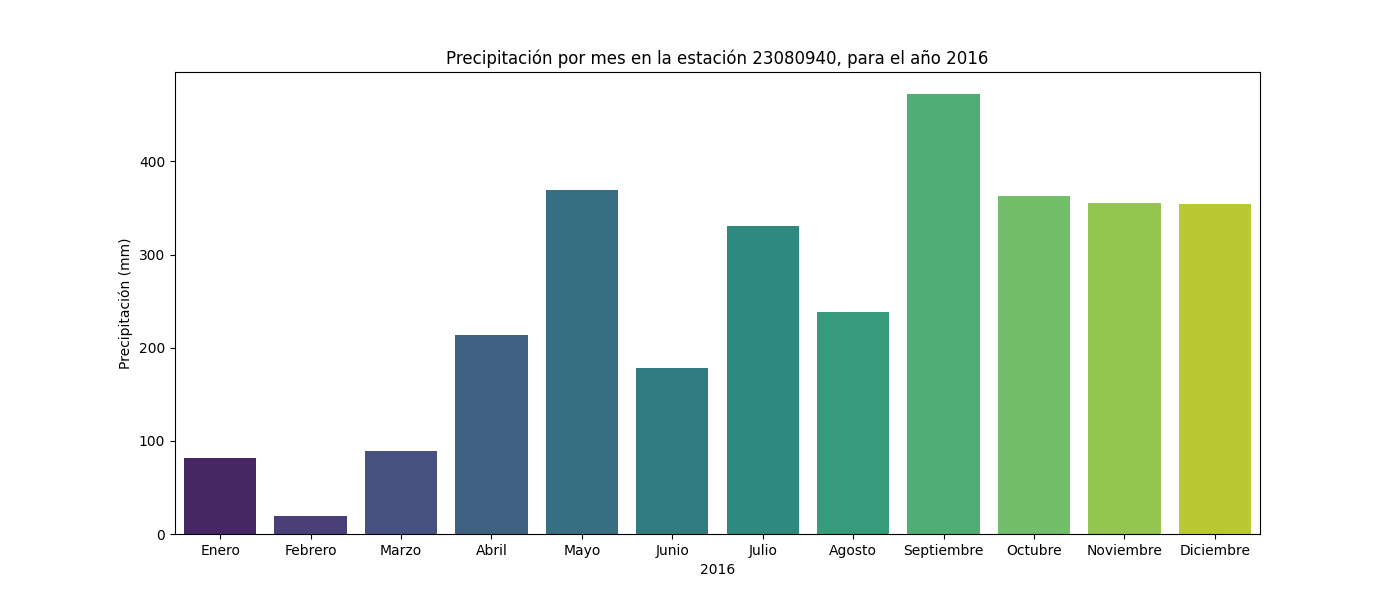 Precipitación por mes en la estación 23080940, para el año 2016
Precipitación (mm)
400
300
200
100
0
Enero Febrero Marzo Abril Mayo Junio Julio Agosto Septiembre Octubre Noviembre Diciembre
2016